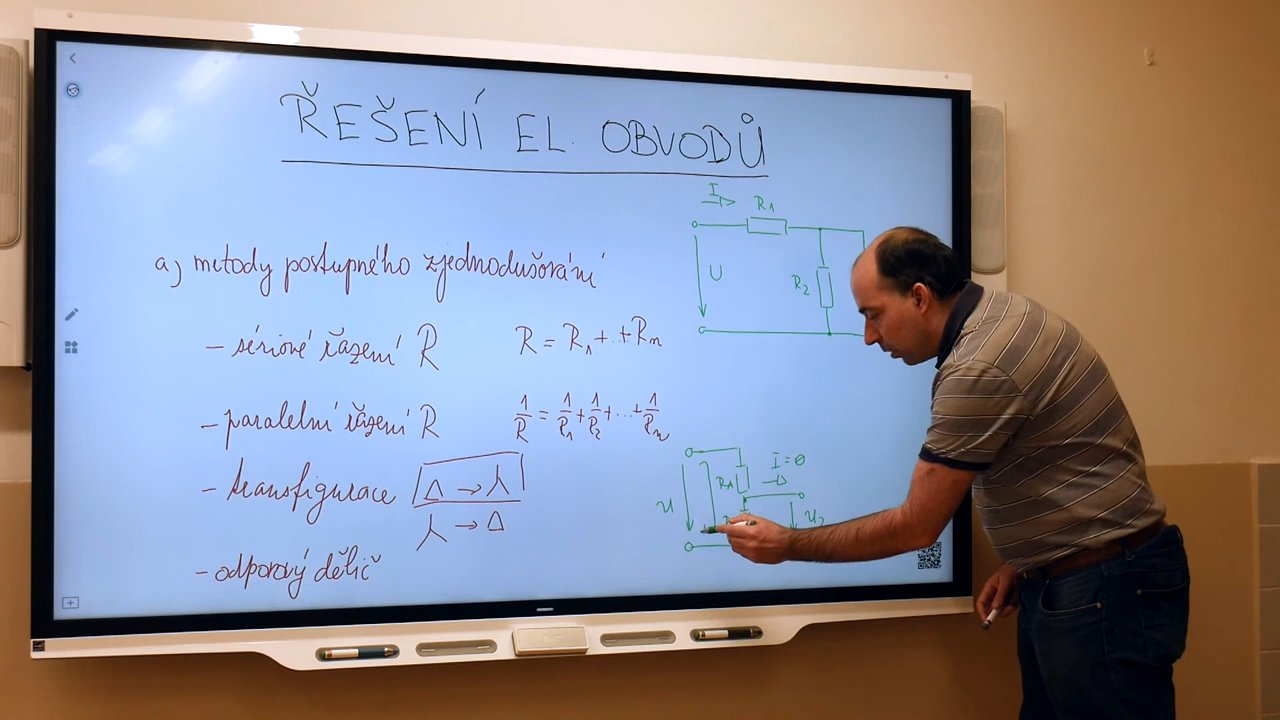 ŘEŠENÍ EL. OBVODŮ
a) metody postupného zjednodušování
- sériové řazení R R = R1+..+Rn
- paralelní řazení R 1/R = 1/R1 + 1/R2 + ... + 1/Rn
- transfigurace Δ → ⅄
⅄ → Δ
- odporový dělič
I R1
U R2
I = 0
U R1
U2